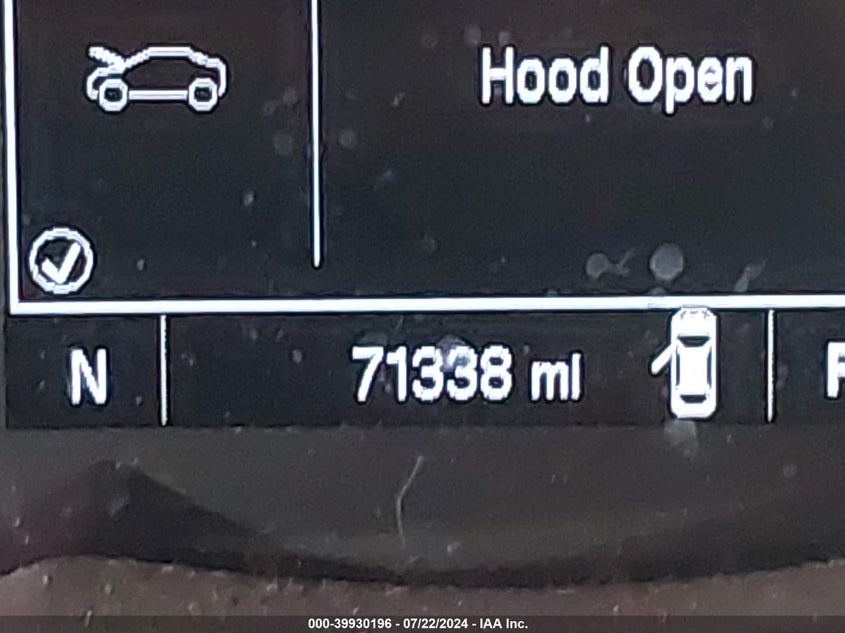 Hood Open
N 71338 mi
000-39930196 - 07/22/2024 - IAA Inc.